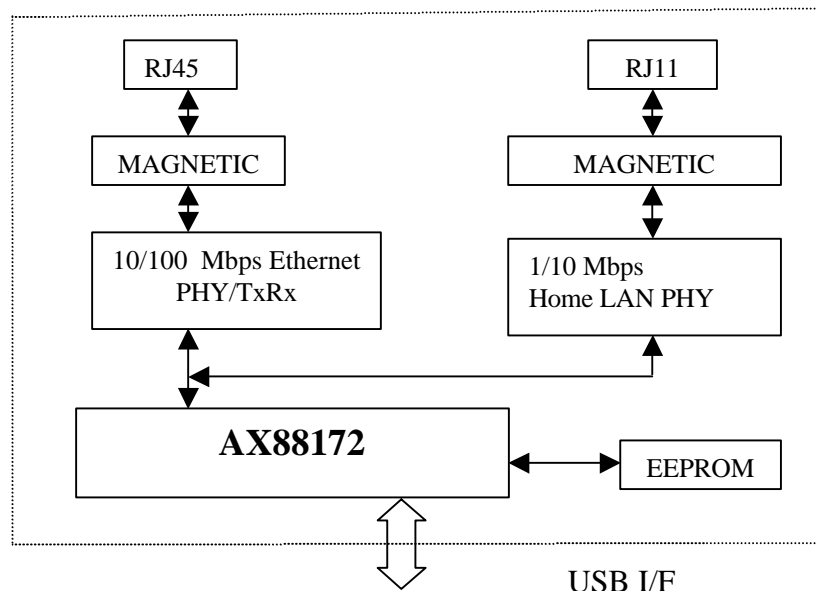 RJ45
RJ11
MAGNETIC
MAGNETIC
10/100 Mbps Ethernet
PHY/TxRx
1/10 Mbps
Home LAN PHY
AX88172
EEPROM
USB I/F